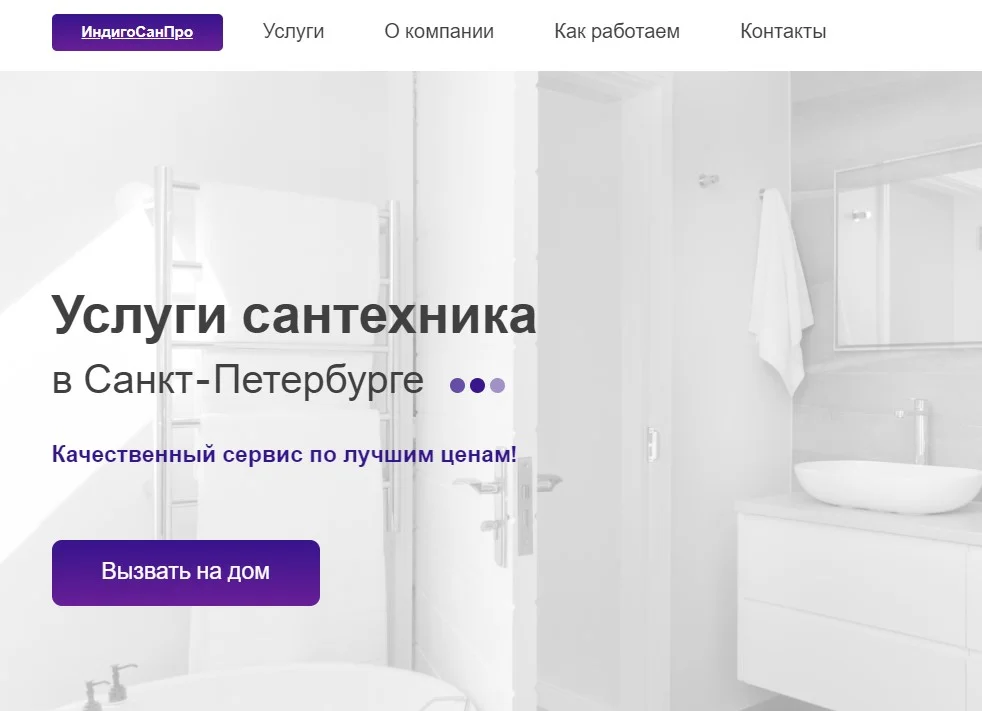 ИндигоСанПро
Услуги
О компании
Как работаем
Контакты
Услуги сантехника
в Санкт-Петербурге
Качественный сервис по лучшим ценам!
Вызвать на дом